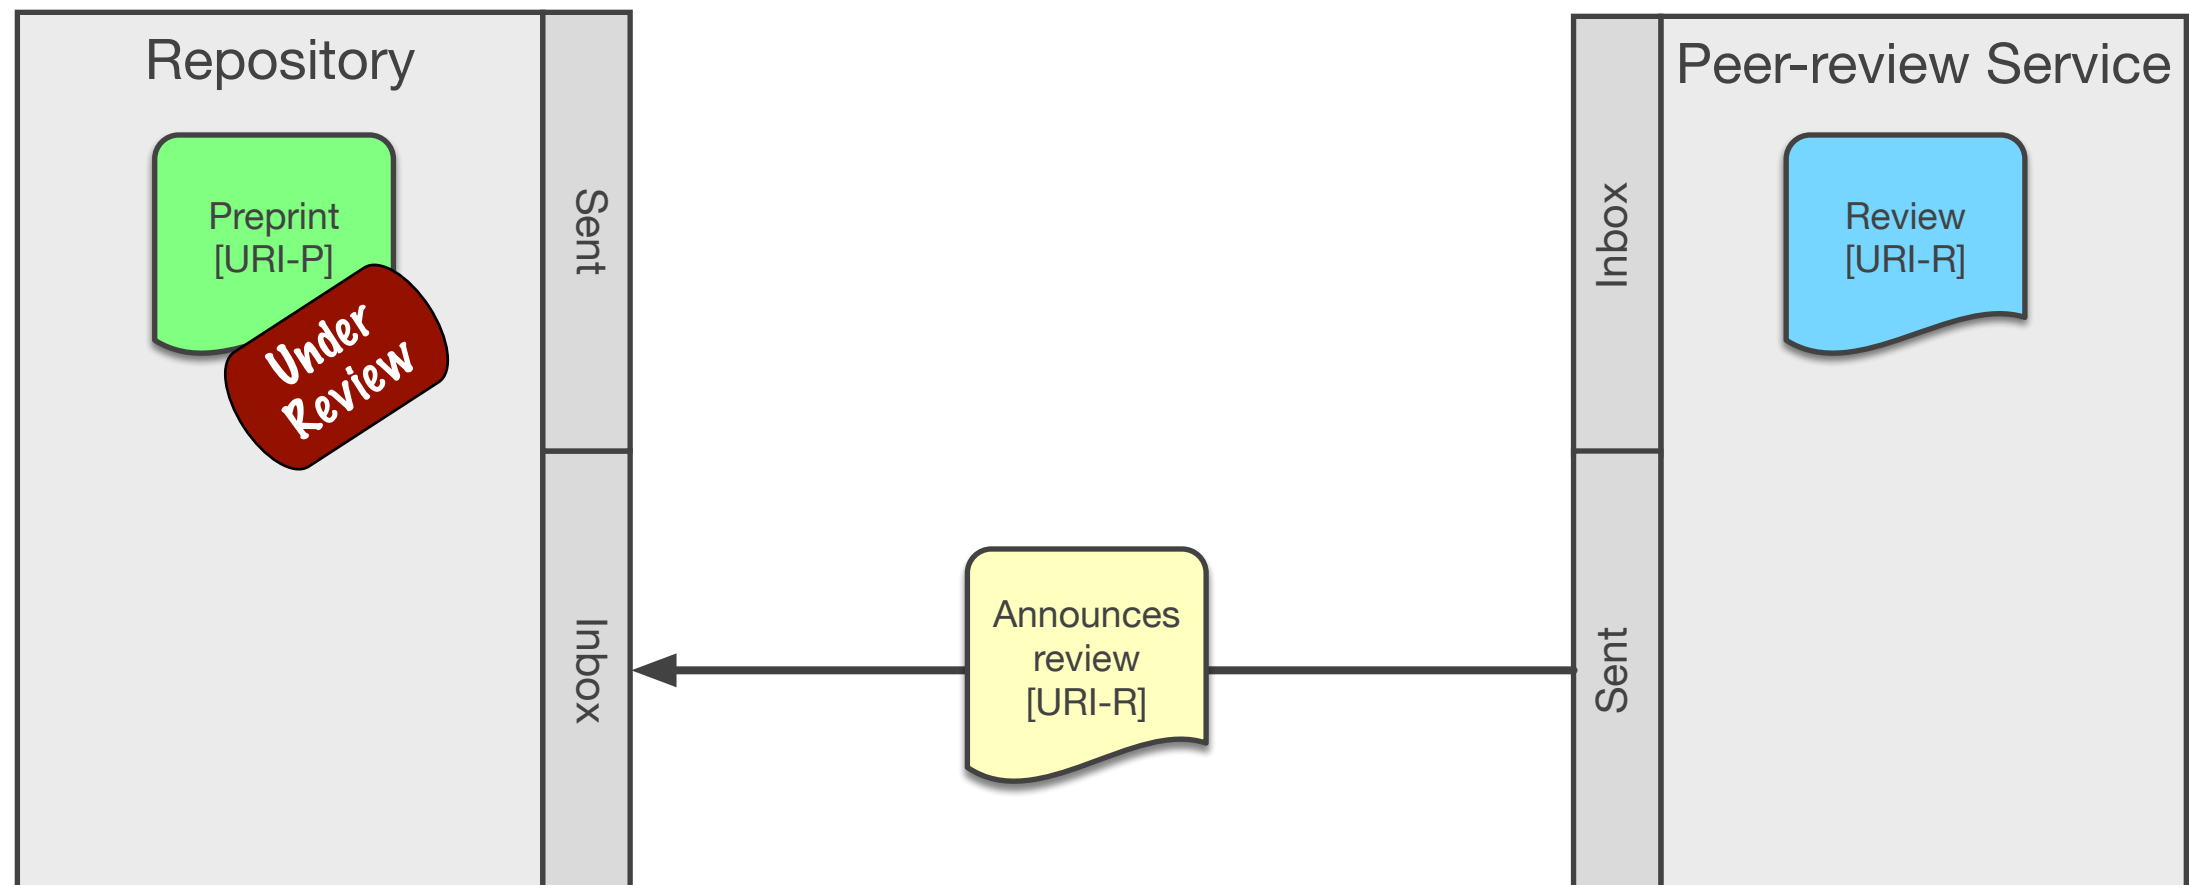 Repository
Preprint
[URI-P]
Under
Review
Sent
Inbox
Announces
review
[URI-R]
Inbox
Sent
Peer-review Service
Review
[URI-R]